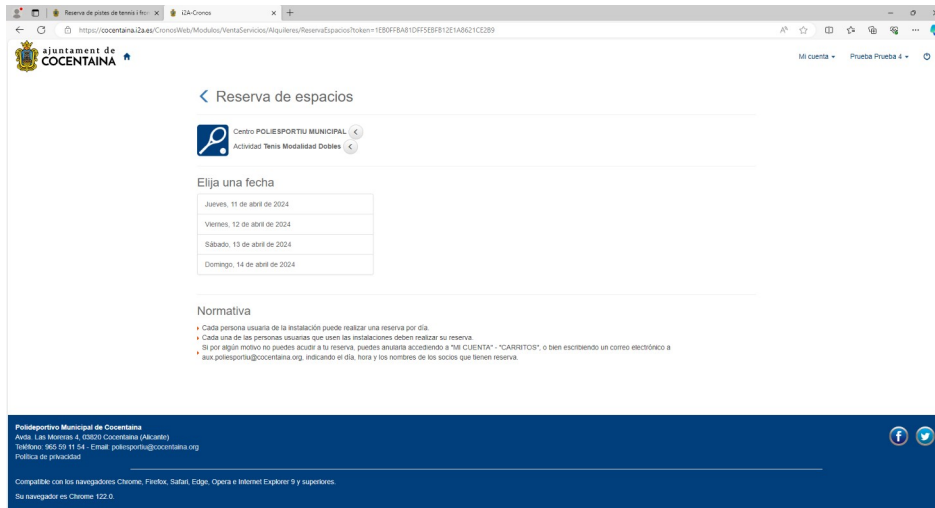 Reserva de pistes de tennis i fron
i2A-Cronos
https://cocentaina.i2a.es/CronosWeb/Modulos/VentaServicios/Alquileres/ReservaEspacios?token=1EB0FFBA81DFF5EBFB12E1A8621CE2B9
ajuntament de
COCENTAINA
Mi cuenta
Prueba Prueba 4
Reserva de espacios
Centro POLIESPORTIU MUNICIPAL
Actividad Tenis Modalidad Dobles
Elija una fecha
Jueves, 11 de abril de 2024
Viernes, 12 de abril de 2024
Sábado, 13 de abril de 2024
Domingo, 14 de abril de 2024
Normativa
Cada persona usuaria de la instalación puede realizar una reserva por día.
Cada una de las personas usuarias que usen las instalaciones deben realizar su reserva.
Si por algún motivo no puedes acudir a tu reserva, puedes anularla accediendo a "MI CUENTA" - "CARRITOS", o bien escribiendo un correo electrónico a
aux.poliesportiu@cocentaina.org, indicando el día, hora y los nombres de los socios que tienen reserva.
Polideportivo Municipal de Cocentaina
Avda. Las Moreras 4, 03820 Cocentaina (Alicante)
Teléfono: 965 59 11 54 - Email: poliesportiu@cocentaina.org
Política de privacidad
Compatible con los navegadores Chrome, Firefox, Safari, Edge, Opera e Internet Explorer 9 y superiores.
Su navegador es Chrome 122.0.